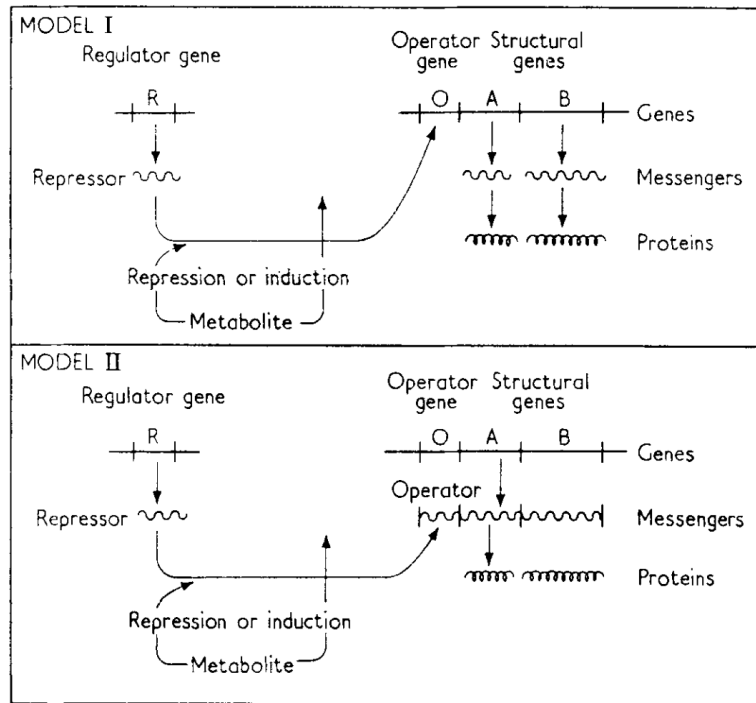 MODEL I
Regulator gene
Operator Structural
gene genes
R
O A B
Genes
Repressor
Messengers
Proteins
Repression or induction
Metabolite
MODEL II
Regulator gene
Operator Structural
gene genes
R
O A B
Genes
Operator
Repressor
Messengers
Proteins
Repression or induction
Metabolite